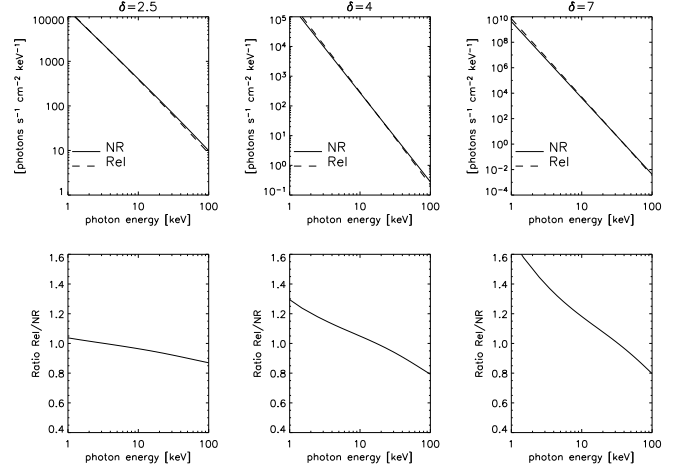 δ=2.5
δ=4
δ=7
[photons s⁻¹ cm⁻² keV⁻¹]
10000
1000
100
10
1
NR
Rel
1 10 100
photon energy [keV]
[photons s⁻¹ cm⁻² keV⁻¹]
10⁵
10⁴
10³
10²
10¹
10⁰
10⁻¹
NR
Rel
1 10 100
photon energy [keV]
[photons s⁻¹ cm⁻² keV⁻¹]
10¹⁰
10⁸
10⁶
10⁴
10²
10⁰
10⁻²
10⁻⁴
NR
Rel
1 10 100
photon energy [keV]
Ratio Rel/NR
1.6
1.4
1.2
1.0
0.8
0.6
0.4
1 10 100
photon energy [keV]
Ratio Rel/NR
1.6
1.4
1.2
1.0
0.8
0.6
0.4
1 10 100
photon energy [keV]
Ratio Rel/NR
1.6
1.4
1.2
1.0
0.8
0.6
0.4
1 10 100
photon energy [keV]